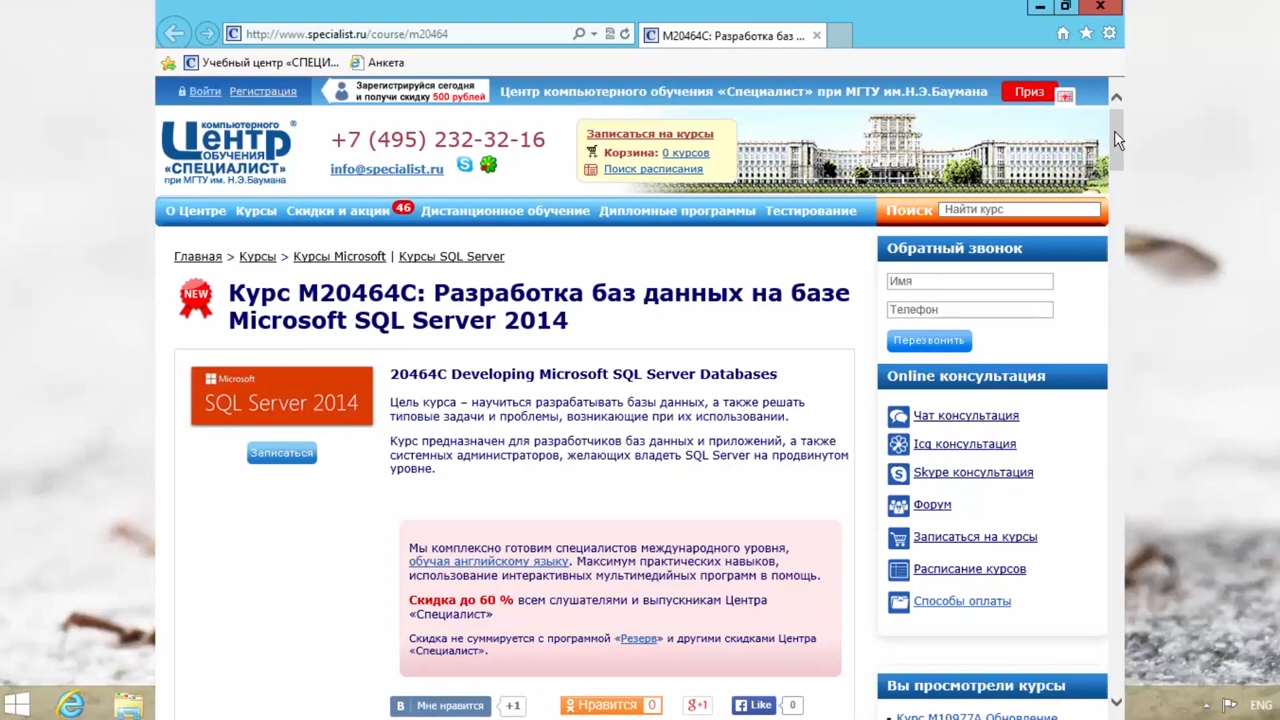 http://www.specialist.ru/course/m20464
M20464C: Разработка баз ...
Учебный центр «СПЕЦИ...
Анкета
Войти
Регистрация
Зарегистрируйся сегодня
и получи скидку 500 рублей
Центр компьютерного обучения «Специалист» при МГТУ им.Н.Э.Баумана
Приз
компьютерного
Центр
ОБУЧЕНИЯ
«СПЕЦИАЛИСТ»
при МГТУ им. Н.Э.Баумана
+7 (495) 232-32-16
info@specialist.ru
Записаться на курсы
Корзина: 0 курсов
Поиск расписания
О Центре Курсы Скидки и акции 46 Дистанционное обучение Дипломные программы Тестирование
Поиск Найти курс
Главная > Курсы > Курсы Microsoft | Курсы SQL Server
NEW
Курс M20464C: Разработка баз данных на базе
Microsoft SQL Server 2014
Microsoft
SQL Server 2014
Записаться
20464C Developing Microsoft SQL Server Databases
Цель курса – научиться разрабатывать базы данных, а также решать
типовые задачи и проблемы, возникающие при их использовании.
Курс предназначен для разработчиков баз данных и приложений, а также
системных администраторов, желающих владеть SQL Server на продвинутом
уровне.
Мы комплексно готовим специалистов международного уровня,
обучая английскому языку. Максимум практических навыков,
использование интерактивных мультимедийных программ в помощь.
Скидка до 60 % всем слушателями и выпускникам Центра
«Специалист»
Скидка не суммируется с программой «Резерв» и другими скидками Центра
«Специалист».
B Мне нравится +1
Нравится 0
g+1
f Like 0
Обратный звонок
Имя
Телефон
Перезвонить
Online консультация
Чат консультация
Icq консультация
Skype консультация
Форум
Записаться на курсы
Расписание курсов
Способы оплаты
Вы просмотрели курсы
Курс M10977A Обновление
ENG